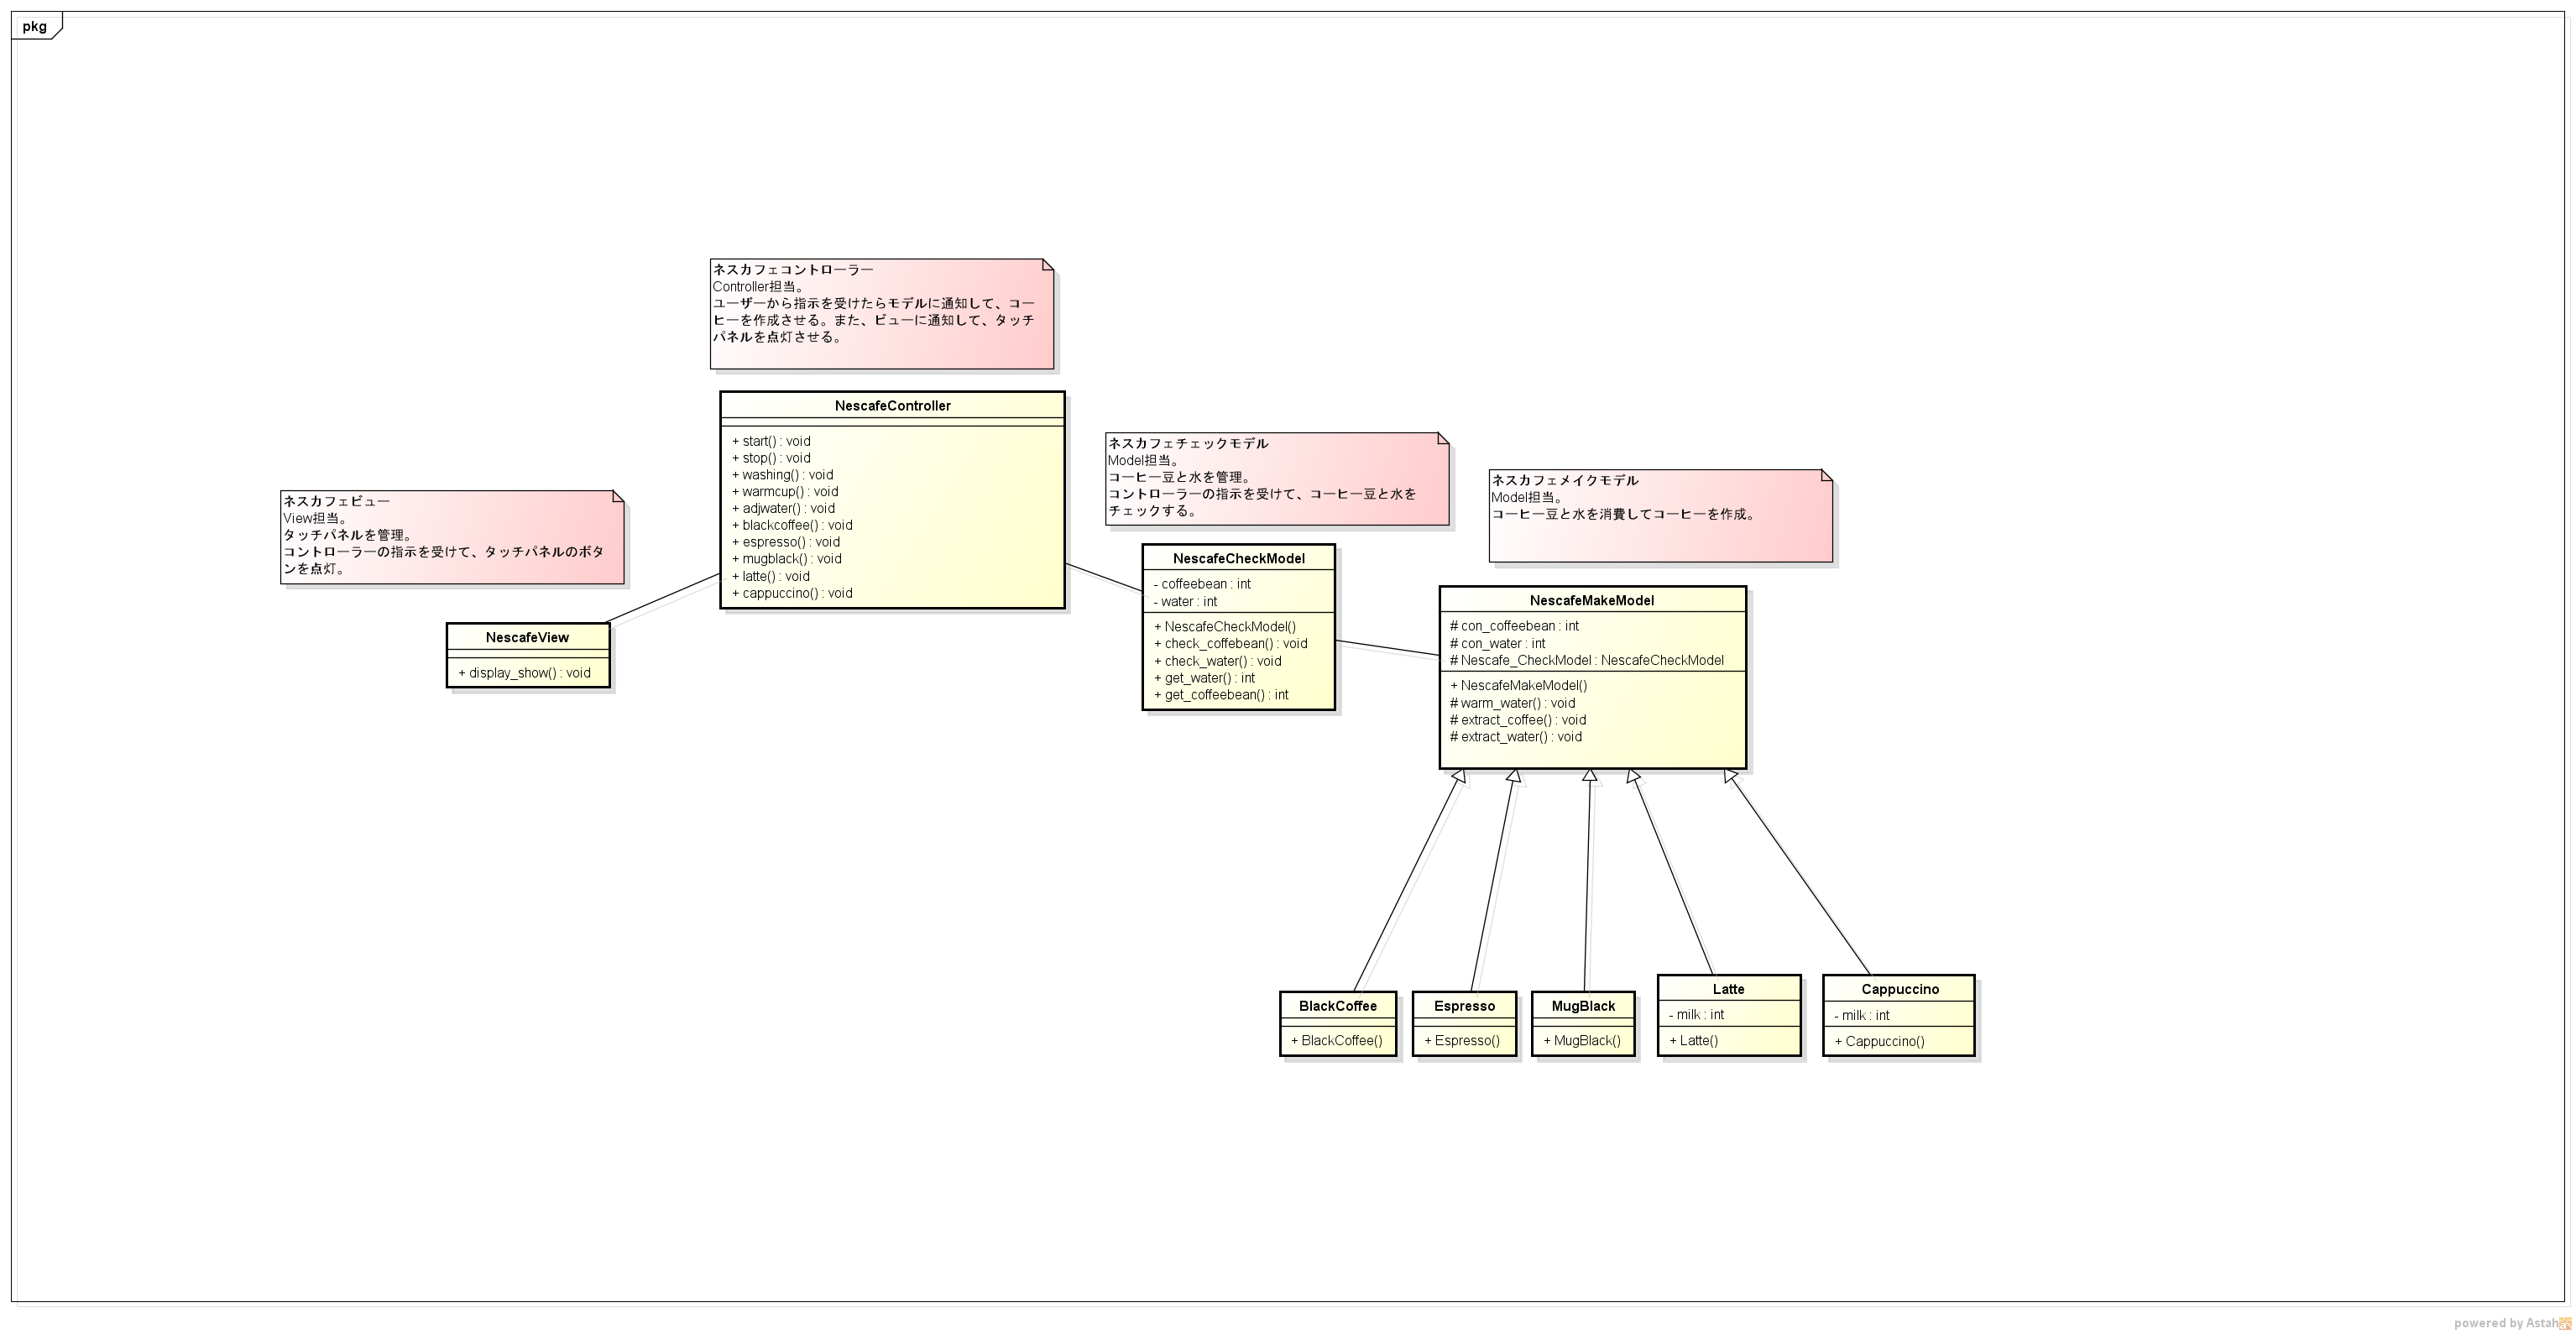 pkg
ネスカフェコントローラー
Controller担当。
ユーザーから指示を受けたらモデルに通知して、コー
ヒーを作成させる。また、ビューに通知して、タッチ
パネルを点灯させる。
NescafeController
+ start() : void
+ stop() : void
+ washing() : void
+ warmcup() : void
+ adjwater() : void
+ blackcoffee() : void
+ espresso() : void
+ mugblack() : void
+ latte() : void
+ cappuccino() : void
ネスカフェビュー
View担当。
タッチパネルを管理。
コントローラーの指示を受けて、タッチパネルのボタ
ンを点灯。
NescafeView
+ display_show() : void
ネスカフェチェックモデル
Model担当。
コーヒー豆と水を管理。
コントローラーの指示を受けて、コーヒー豆と水を
チェックする。
NescafeCheckModel
- coffeebean : int
- water : int
+ NescafeCheckModel()
+ check_coffebean() : void
+ check_water() : void
+ get_water() : int
+ get_coffeebean() : int
ネスカフェメイクモデル
Model担当。
コーヒー豆と水を消費してコーヒーを作成。
NescafeMakeModel
# con_coffeebean : int
# con_water : int
# Nescafe_CheckModel : NescafeCheckModel
+ NescafeMakeModel()
# warm_water() : void
# extract_coffee() : void
# extract_water() : void
BlackCoffee
+ BlackCoffee()
Espresso
+ Espresso()
MugBlack
+ MugBlack()
Latte
- milk : int
+ Latte()
Cappuccino
- milk : int
+ Cappuccino()
powered by Astah